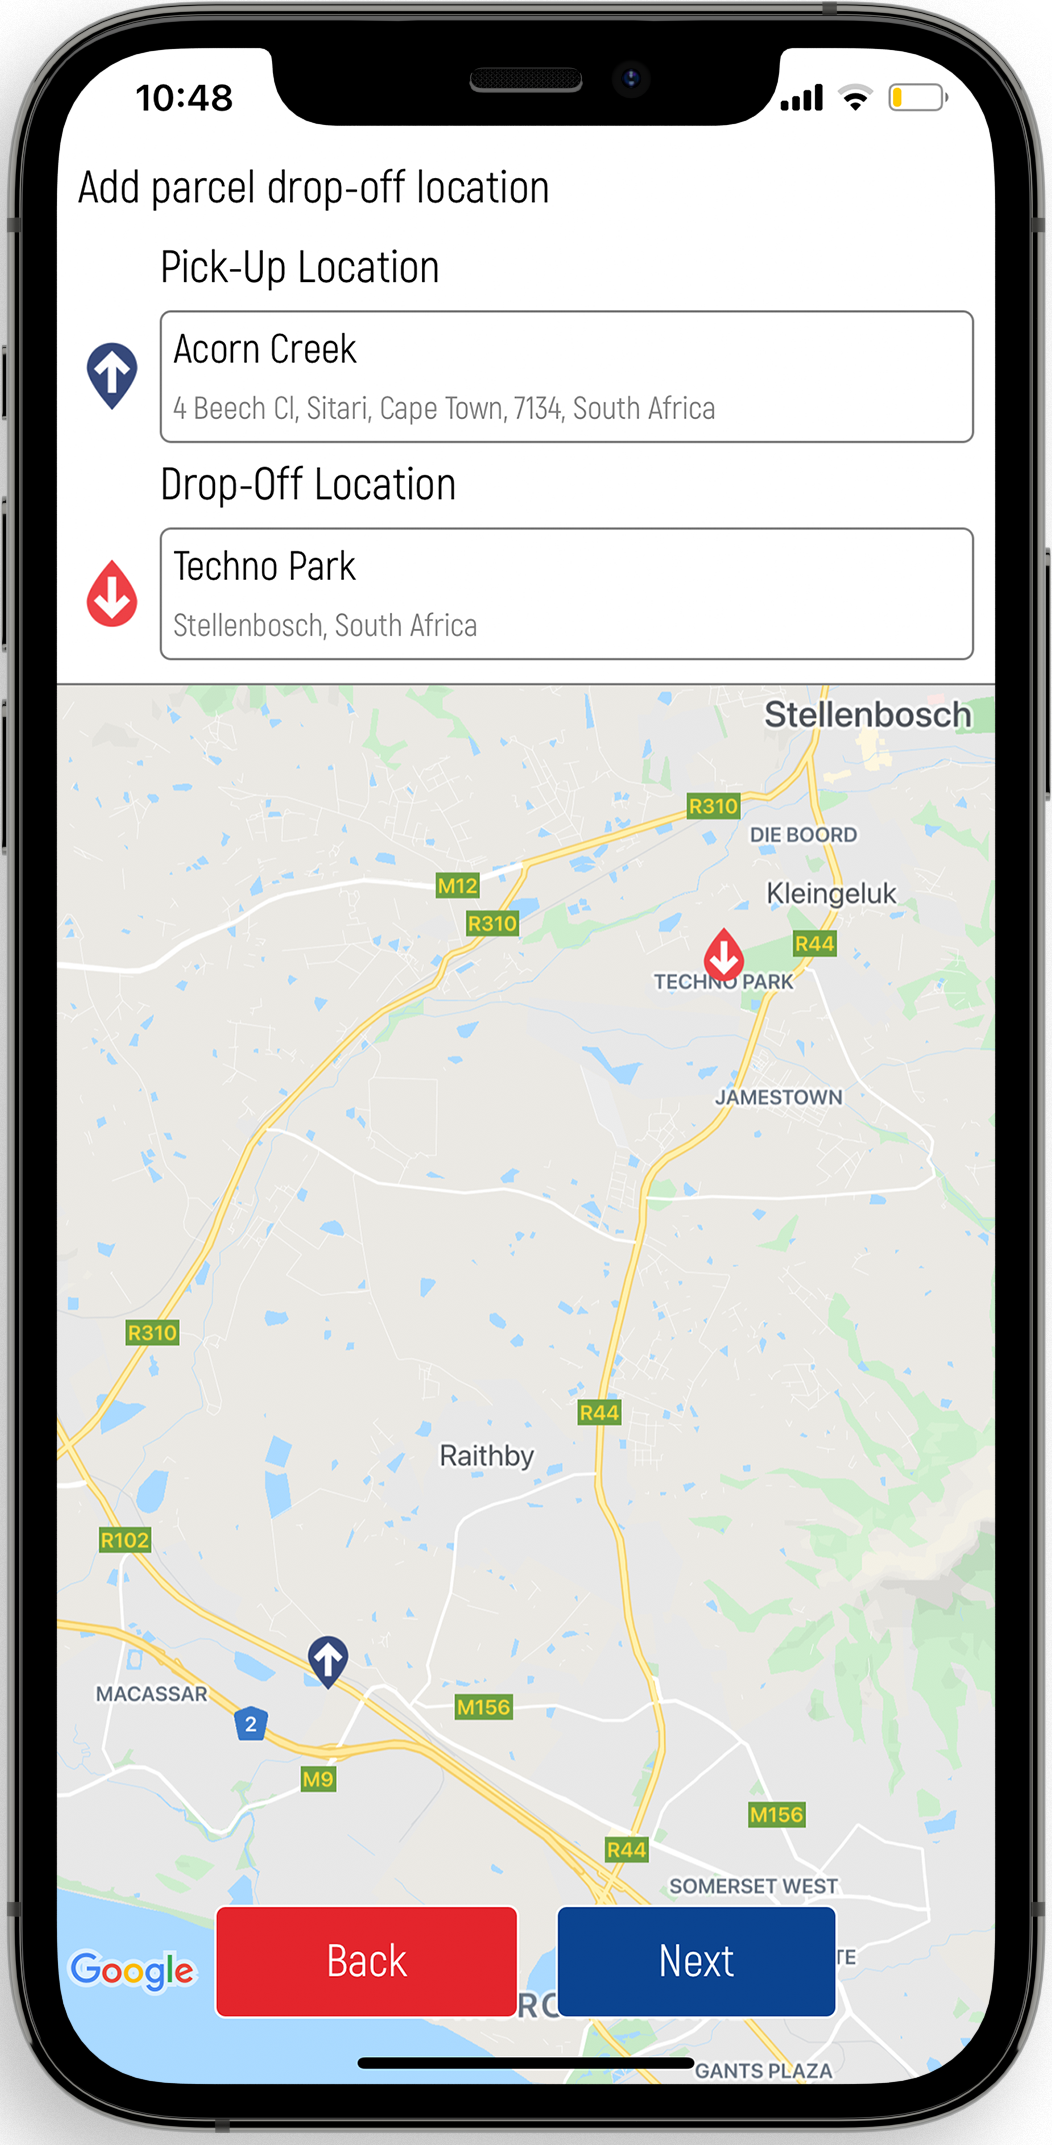 10:48
Add parcel drop-off location
Pick-Up Location
Acorn Creek
4 Beech Cl, Sitari, Cape Town, 7134, South Africa
Drop-Off Location
Techno Park
Stellenbosch, South Africa
Stellenbosch
R310
DIE BOORD
M12
Kleingeluk
R310
R44
TECHNO PARK
JAMESTOWN
R310
R44
Raithby
R102
MACASSAR
M156
2
M9
M156
R44
SOMERSET WEST
Back
Next
Google
GANTS PLAZA